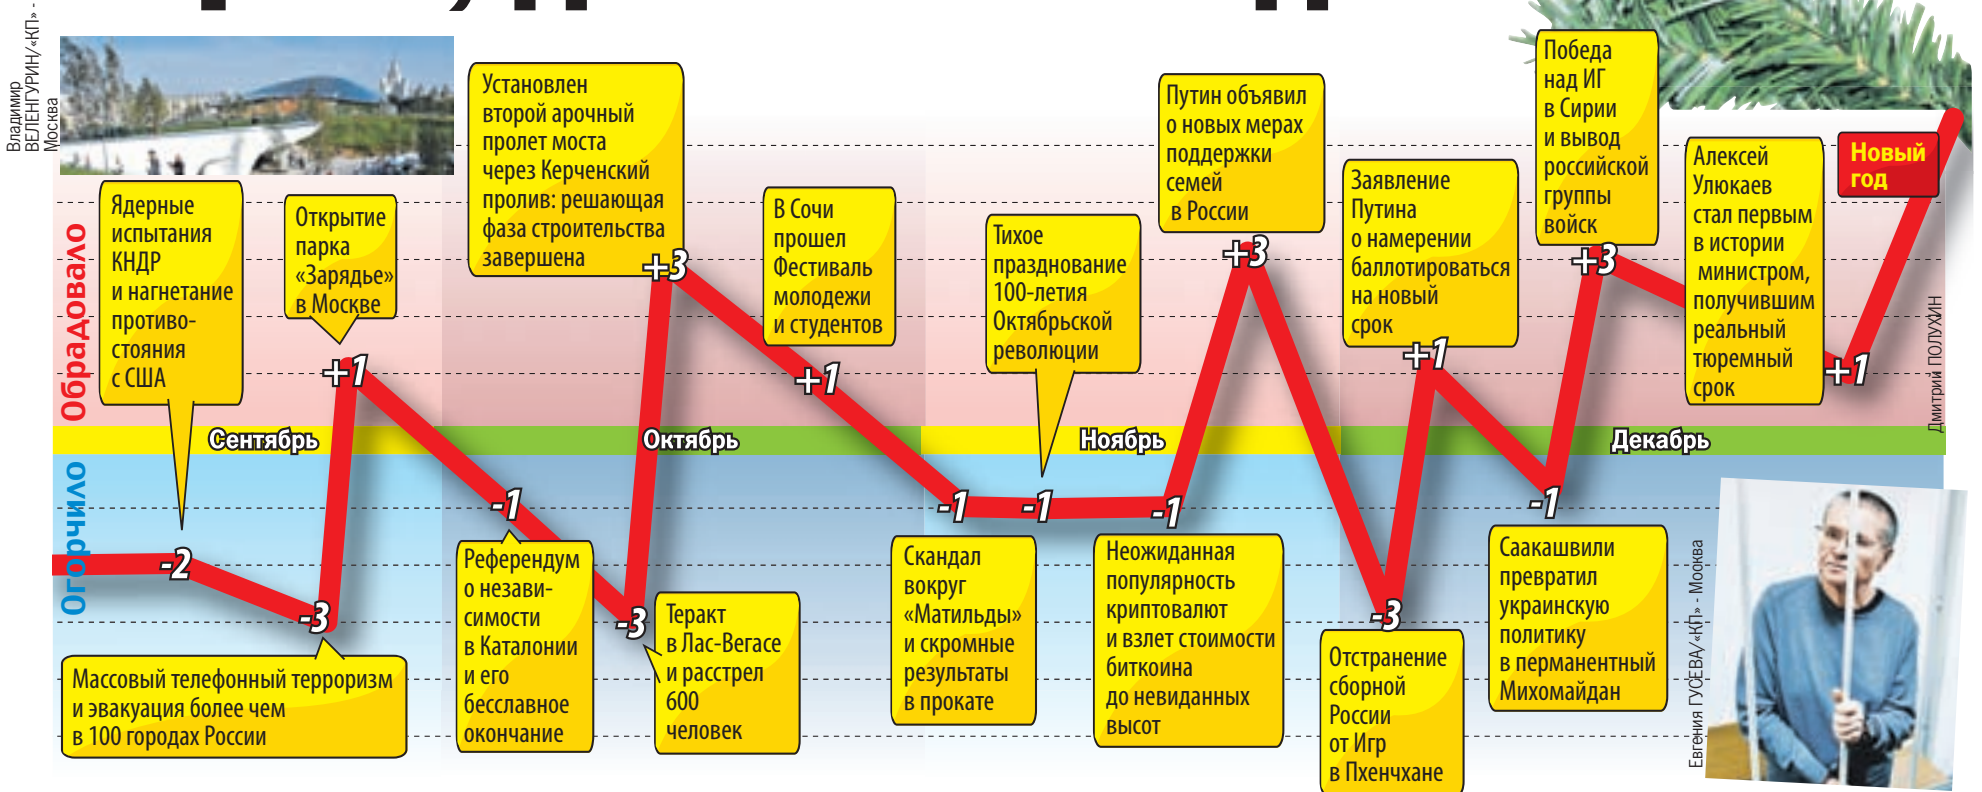 Владимир
ВЕЛЕНГУРИН/«КП» -
Москва
Обрадовало
Огорчило
Ядерные
испытания
КНДР
и нагнетание
противо-
стояния
с США
-2
Массовый телефонный терроризм
и эвакуация более чем
в 100 городах России
-3
Открытие
парка
«Зарядье»
в Москве
+1
Сентябрь
Референдум
о незави-
симости
в Каталонии
и его
бесславное
окончание
-1
Теракт
в Лас-Вегасе
и расстрел
600
человек
-3
Установлен
второй арочный
пролет моста
через Керченский
пролив: решающая
фаза строительства
завершена
+3
Октябрь
В Сочи
прошел
Фестиваль
молодежи
и студентов
+1
Скандал
вокруг
«Матильды»
и скромные
результаты
в прокате
-1
Тихое
празднование
100-летия
Октябрьской
революции
-1
Ноябрь
Неожиданная
популярность
криптовалют
и взлет стоимости
биткоина
до невиданных
высот
-1
Путин объявил
о новых мерах
поддержки
семей
в России
+3
Отстранение
сборной
России
от Игр
в Пхенчхане
-3
Заявление
Путина
о намерении
баллотироваться
на новый
срок
+1
Саакашвили
превратил
украинскую
политику
в перманентный
Михомайдан
-1
Декабрь
Победа
над ИГ
в Сирии
и вывод
российской
группы
войск
+3
Алексей
Улюкаев
стал первым
в истории
министром,
получившим
реальный
тюремный
срок
+1
Новый
год
Дмитрий ПОЛУХИН
Евгения ГУСЕВА/«КП» - Москва